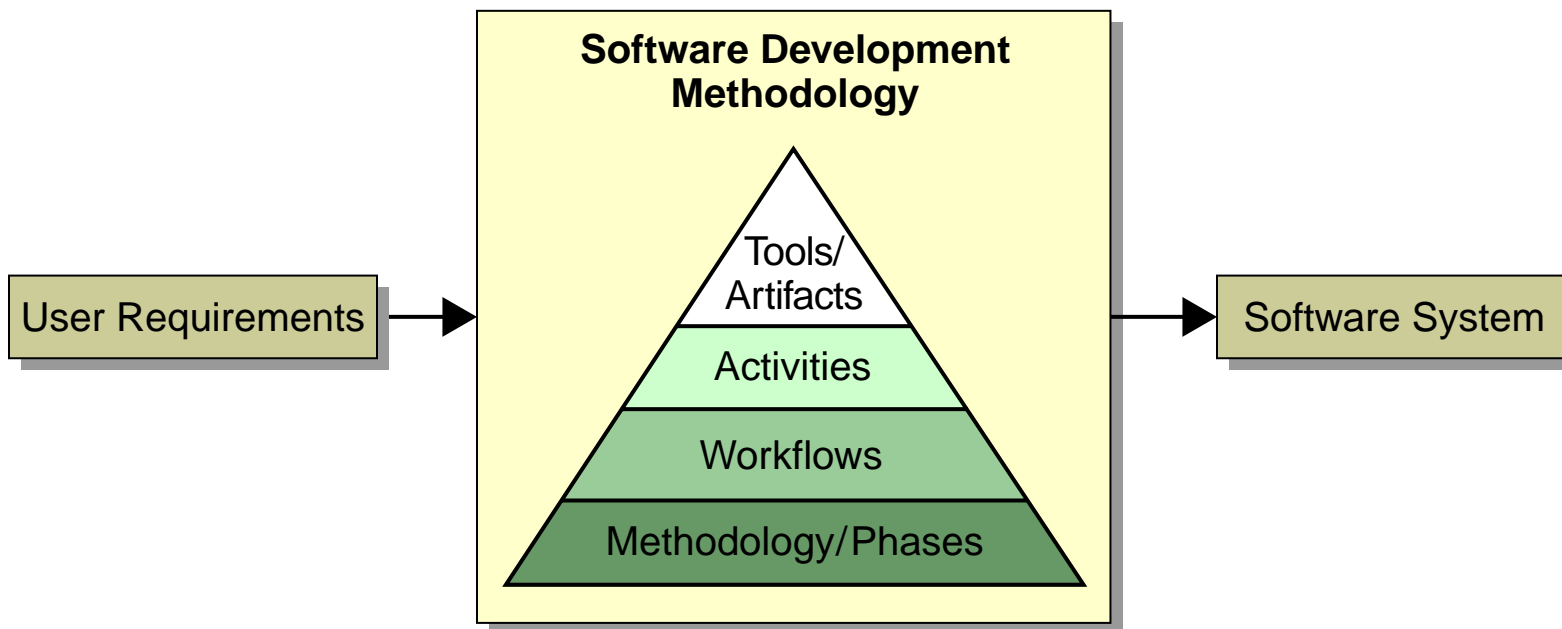 Software Development
Methodology
Tools/
Artifacts
User Requirements
Software System
Activities
Workflows
Methodology/Phases